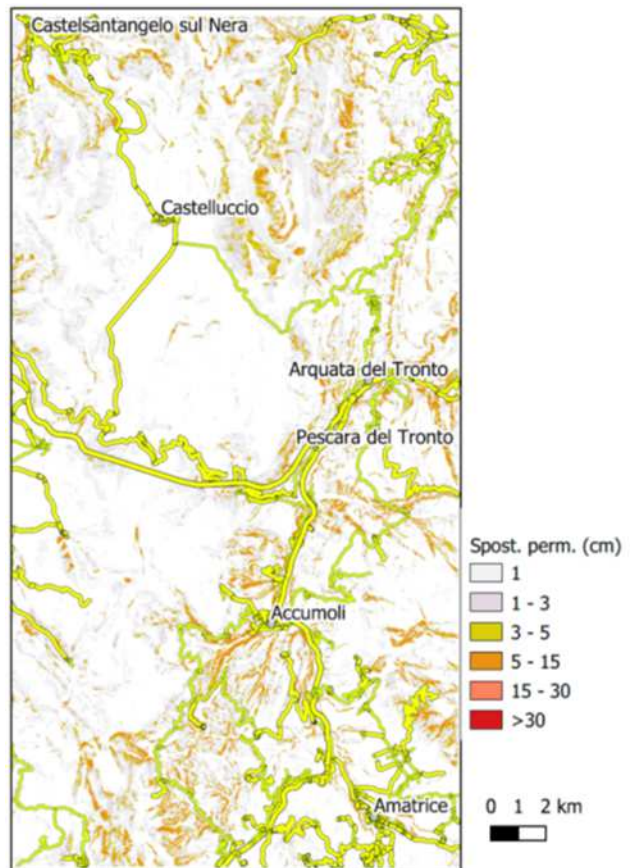 Castelsantangelo sul Nera
Castelluccio
Arquata del Tronto
Pescara del Tronto
Spost. perm. (cm)
1
1 - 3
3 - 5
5 - 15
15 - 30
>30
Accumoli
Amatrice
0 1 2 km